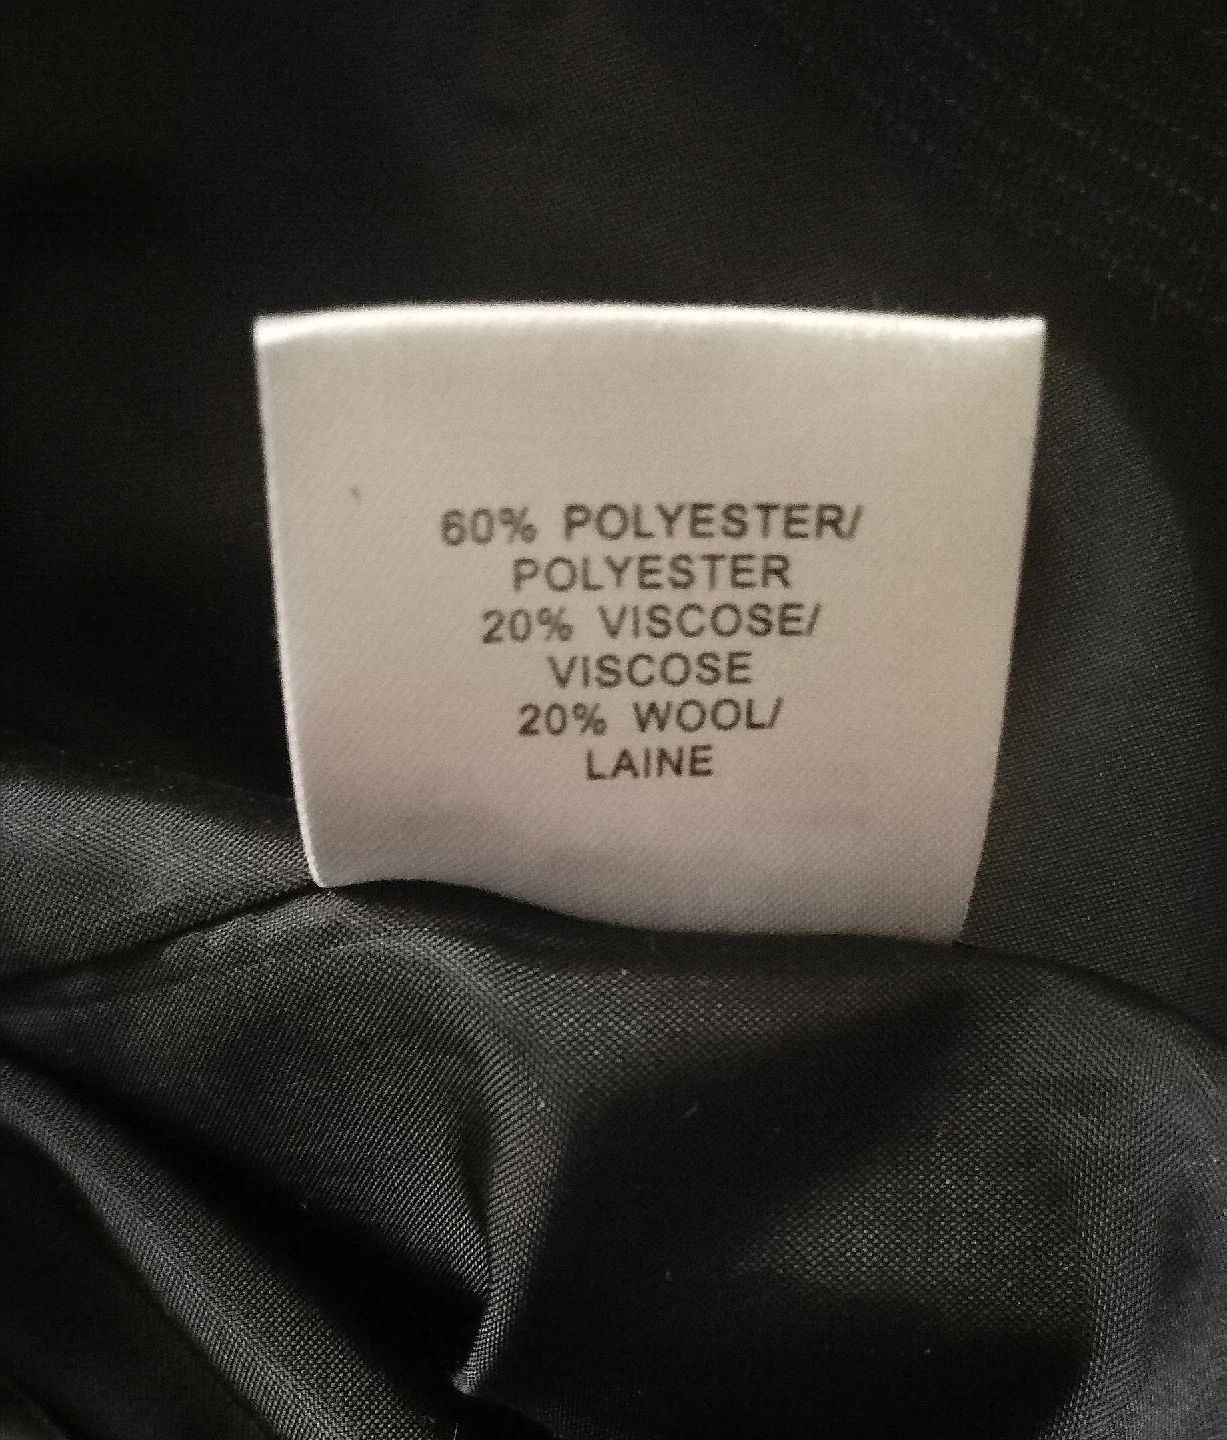 60% POLYESTER/
POLYESTER
20% VISCOSE/
VISCOSE
20% WOOL/
LAINE